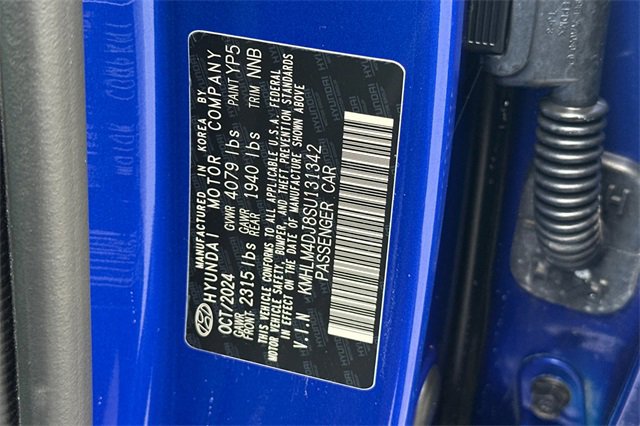 MANUFACTURED IN KOREA BY
HYUNDAI MOTOR COMPANY
OCT/2024 GVWR 4079 lbs PAINT YP5
GAWR FRONT 2315 lbs GAWR REAR 1940 lbs TRIM NNB
THIS VEHICLE CONFORMS TO ALL APPLICABLE U.S.A. FEDERAL
MOTOR VEHICLE SAFETY, BUMPER, AND THEFT PREVENTION STANDARDS
IN EFFECT ON THE DATE OF MANUFACTURE SHOWN ABOVE
V.I.N KMHLM4DJ8SU131342
PASSENGER CAR